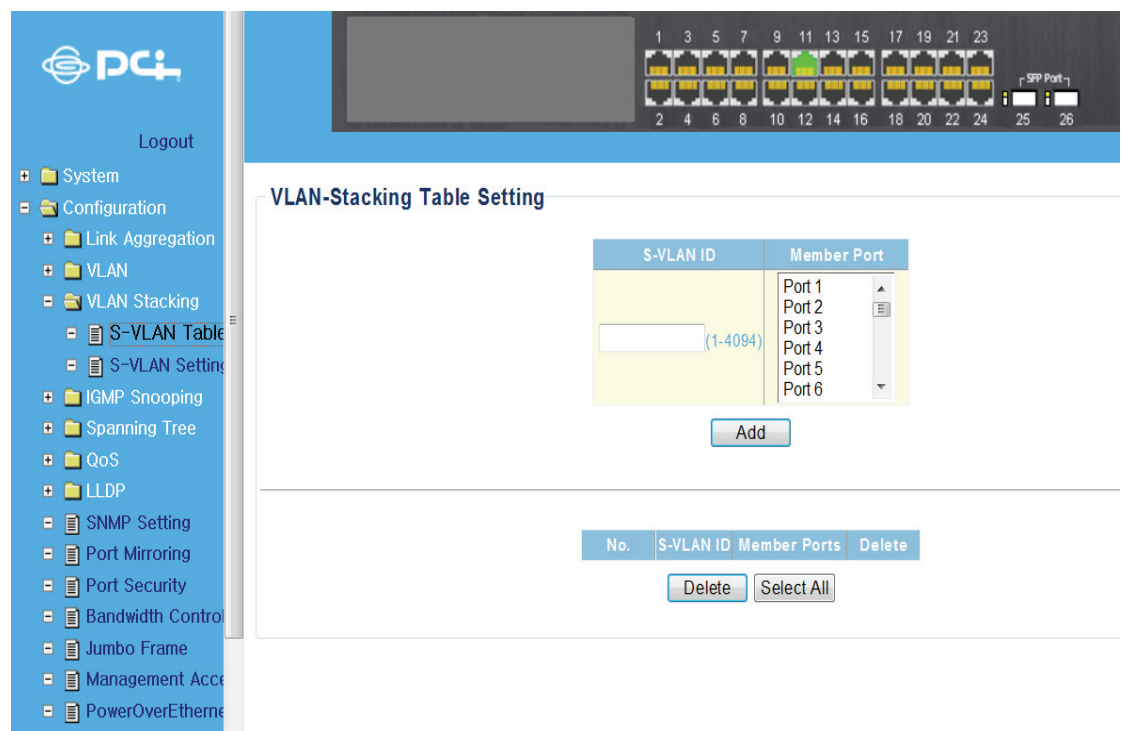 PCi
Logout
System
Configuration
Link Aggregation
VLAN
VLAN Stacking
S-VLAN Table
S-VLAN Setting
IGMP Snooping
Spanning Tree
QoS
LLDP
SNMP Setting
Port Mirroring
Port Security
Bandwidth Control
Jumbo Frame
Management Acce
PowerOverEtherne
1 3 5 7 9 11 13 15 17 19 21 23
SFP Port
2 4 6 8 10 12 14 16 18 20 22 24 25 26
VLAN-Stacking Table Setting
S-VLAN ID Member Port
(1-4094)
Port 1
Port 2
Port 3
Port 4
Port 5
Port 6
Add
No. S-VLAN ID Member Ports Delete
Delete Select All